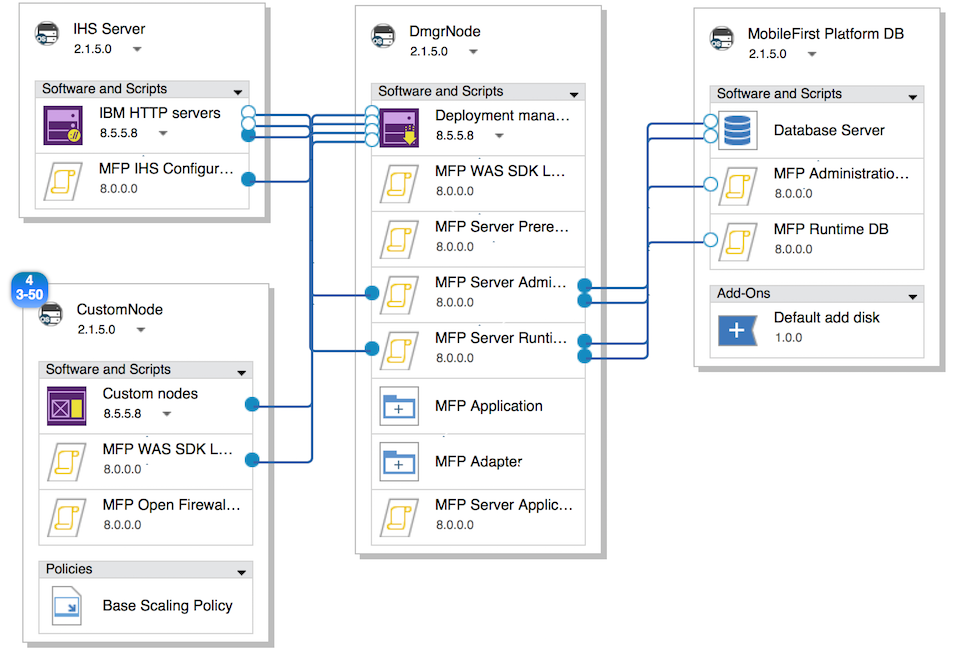 IHS Server
2.1.5.0
Software and Scripts
IBM HTTP servers
8.5.5.8
MFP IHS Configur...
8.0.0.0
4
3-50
CustomNode
2.1.5.0
Software and Scripts
Custom nodes
8.5.5.8
MFP WAS SDK L...
8.0.0.0
MFP Open Firewal...
8.0.0.0
Policies
Base Scaling Policy
DmgrNode
2.1.5.0
Software and Scripts
Deployment mana...
8.5.5.8
MFP WAS SDK L...
8.0.0.0
MFP Server Prere...
8.0.0.0
MFP Server Admi...
8.0.0.0
MFP Server Runti...
8.0.0.0
MFP Application
MFP Adapter
MFP Server Applic...
8.0.0.0
MobileFirst Platform DB
2.1.5.0
Software and Scripts
Database Server
MFP Administratio...
8.0.0.0
MFP Runtime DB
8.0.0.0
Add-Ons
Default add disk
1.0.0